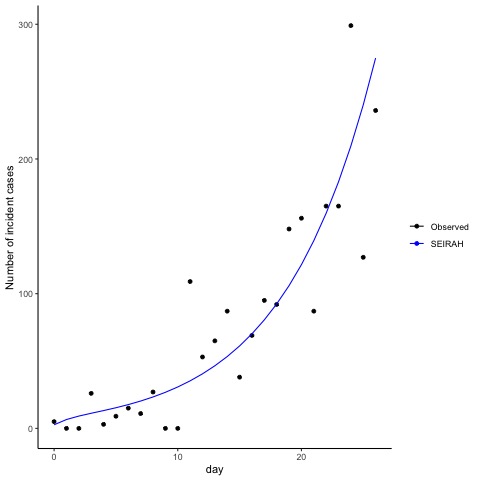 300
200
100
0
0 10 20
day
Number of incident cases
Observed
SEIRAH